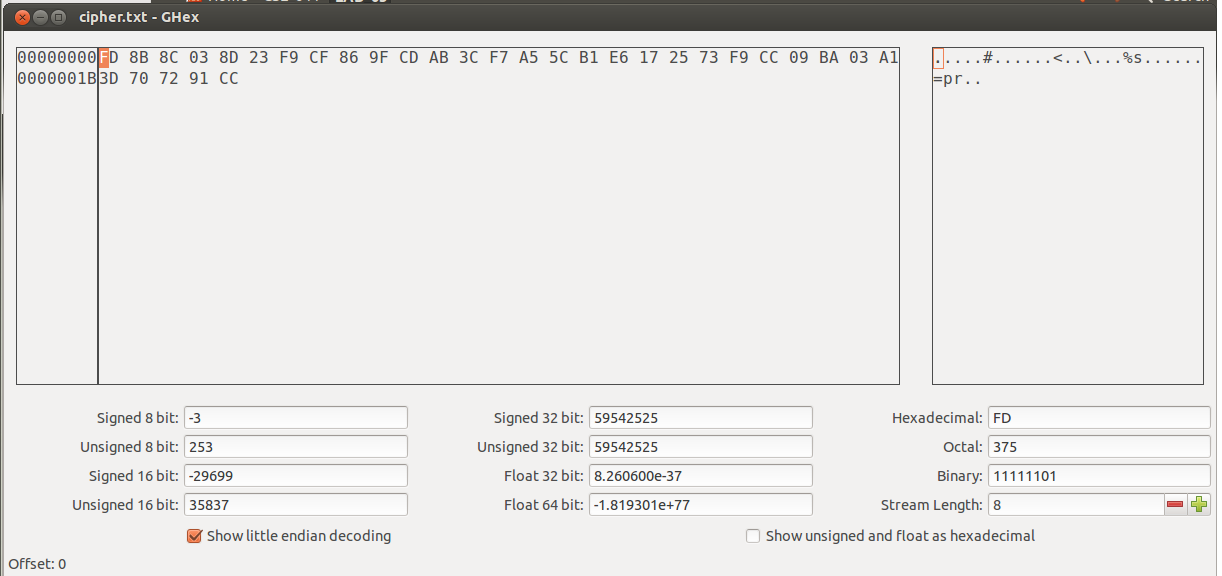 cipher.txt - GHex
00000000 FD 8B 8C 03 8D 23 F9 CF 86 9F CD AB 3C F7 A5 5C B1 E6 17 25 73 F9 CC 09 BA 03 A1 .....#......<..\...%s......
0000001B 3D 70 72 91 CC =pr..
Signed 8 bit: -3 Signed 32 bit: 59542525 Hexadecimal: FD
Unsigned 8 bit: 253 Unsigned 32 bit: 59542525 Octal: 375
Signed 16 bit: -29699 Float 32 bit: 8.260600e-37 Binary: 11111101
Unsigned 16 bit: 35837 Float 64 bit: -1.819301e+77 Stream Length: 8
Show little endian decoding Show unsigned and float as hexadecimal
Offset: 0